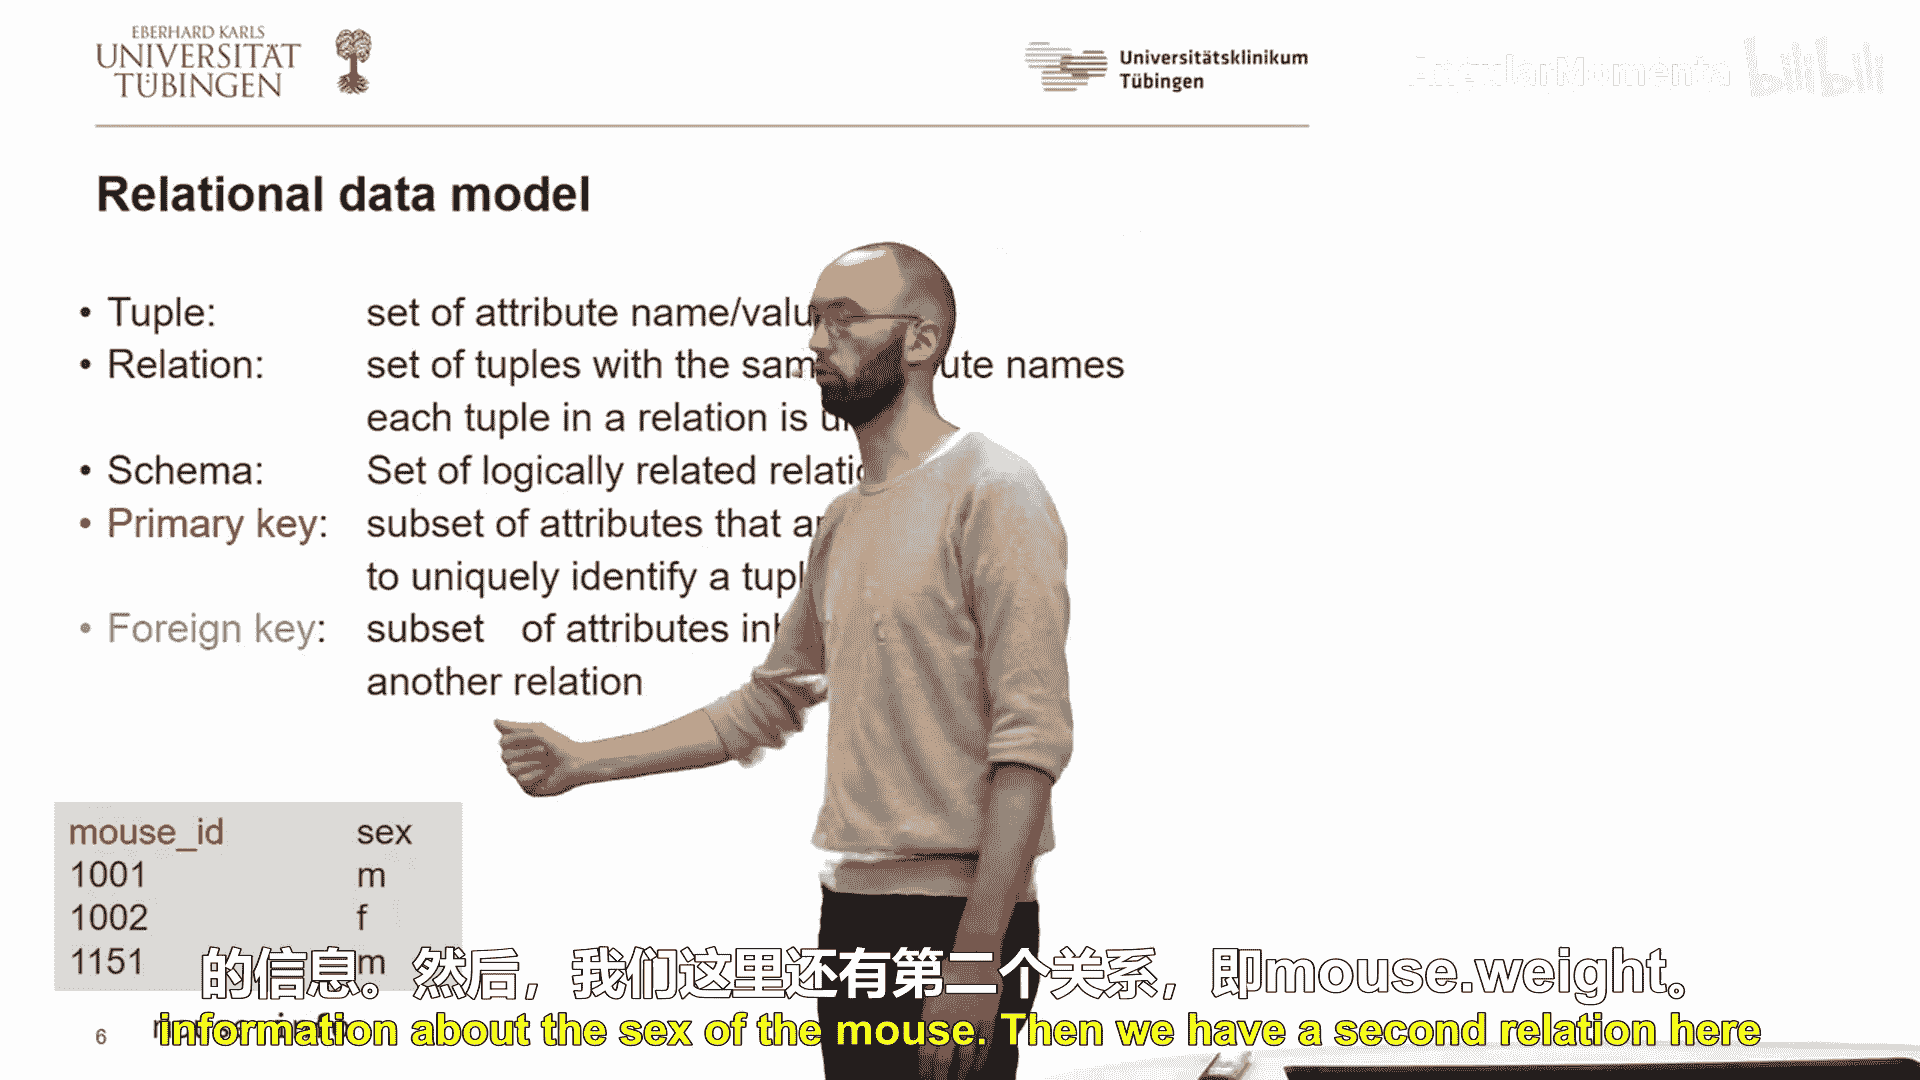 EBERHARD KARLS
UNIVERSITÄT
TÜBINGEN
Universitätsklinikum
Tübingen
AngularMomenta bilibili
Relational data model
• Tuple: set of attribute name/valu
• Relation: set of tuples with the sam ute names
each tuple in a relation is
• Schema: Set of logically related relati
• Primary key: subset of attributes that
to uniquely identify a tupl
• Foreign key: subset of attributes
another relation
mouse_id sex
1001 m
1002 f
1151 m
的信息。然后，我们这里还有第二个关系，即mouse.weight。
information about the sex of the mouse. Then we have a second relation here
6